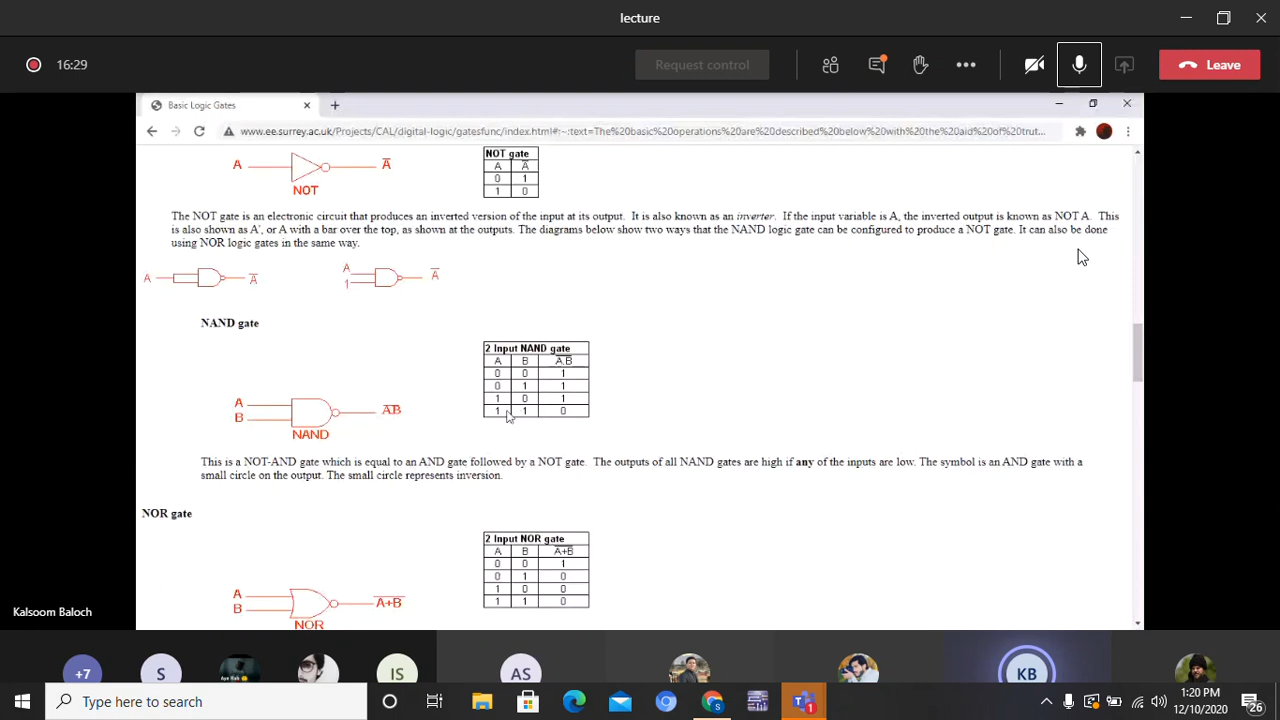 lecture
16:29
Request control
Leave
Basic Logic Gates
www.ee.surrey.ac.uk/Projects/CAL/digital-logic/gatesfunc/index.html#:~:text=The%20basic%20operations%20are%20described%20below%20with%20the%20aid%20of%20trut...
A
A̅
NOT
NOT gate
A A̅
0 1
1 0
The NOT gate is an electronic circuit that produces an inverted version of the input at its output. It is also known as an inverter. If the input variable is A, the inverted output is known as NOT A. This
is also shown as A', or A with a bar over the top, as shown at the outputs. The diagrams below show two ways that the NAND logic gate can be configured to produce a NOT gate. It can also be done
using NOR logic gates in the same way.
A A̅
A
1
A̅
NAND gate
2 Input NAND gate
A B A̅.̅B̅
0 0 1
0 1 1
1 0 1
1 1 0
A
B
A̅B̅
NAND
This is a NOT-AND gate which is equal to an AND gate followed by a NOT gate. The outputs of all NAND gates are high if any of the inputs are low. The symbol is an AND gate with a
small circle on the output. The small circle represents inversion.
NOR gate
2 Input NOR gate
A B A̅+̅B̅
0 0 1
0 1 0
1 0 0
1 1 0
A
B
A̅+̅B̅
NOR
Kalsoom Baloch
+7
S
IS
AS
KB
Type here to search
1
1:20 PM
12/10/2020
26